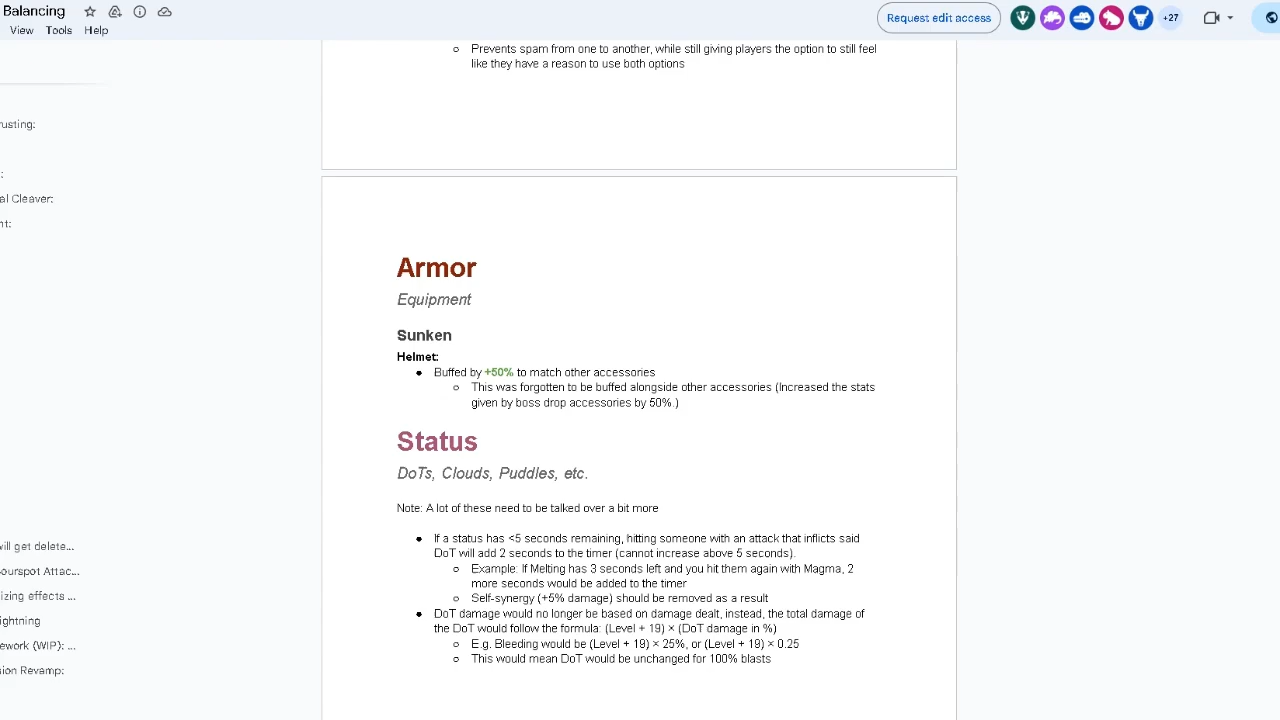 Balancing
Request edit access
+27
View Tools Help
Prevents spam from one to another, while still giving players the option to still feel
like they have a reason to use both options
rusting:
:
al Cleaver:
nt:
Armor
Equipment
Sunken
Helmet:
Buffed by +50% to match other accessories
This was forgotten to be buffed alongside other accessories (Increased the stats
given by boss drop accessories by 50%.)
Status
DoTs, Clouds, Puddles, etc.
Note: A lot of these need to be talked over a bit more
If a status has <5 seconds remaining, hitting someone with an attack that inflicts said
DoT will add 2 seconds to the timer (cannot increase above 5 seconds).
Example: If Melting has 3 seconds left and you hit them again with Magma, 2
more seconds would be added to the timer
Self-synergy (+5% damage) should be removed as a result
DoT damage would no longer be based on damage dealt, instead, the total damage of
the DoT would follow the formula: (Level + 19) × (DoT damage in %)
E.g. Bleeding would be (Level + 19) × 25%, or (Level + 19) × 0.25
This would mean DoT would be unchanged for 100% blasts
will get delete...
ourspot Attac...
izing effects ...
ightning
ework (WIP): ...
sion Revamp: